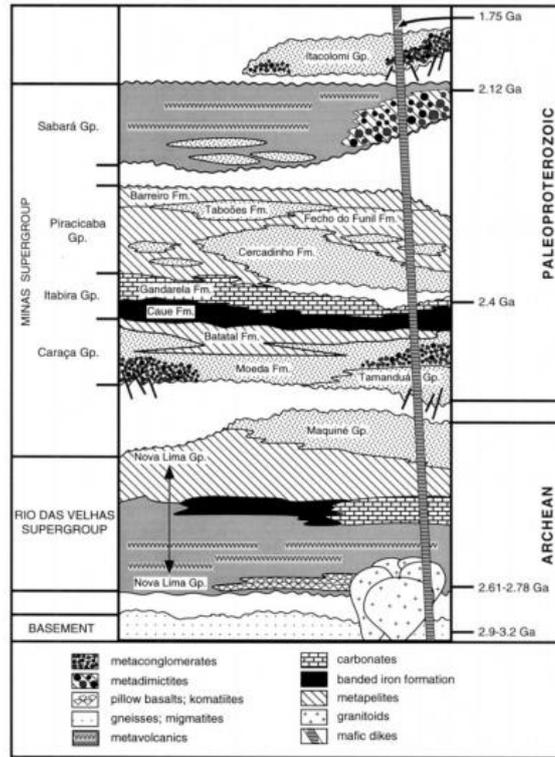 1.75 Ga
Itacolomi Gp.
2.12 Ga
Sabará Gp.
Barreiro Fm.
Taboões Fm.
Fecho do Funil Fm.
Piracicaba
Gp.
Cercadinho Fm.
PALEOPROTEROZOIC
MINAS SUPERGROUP
Itabira Gp.
Gandarela Fm.
2.4 Ga
Caue Fm.
Batatal Fm.
Caraça Gp.
Moeda Fm.
Tamanduá Gp.
Maquiné Gp.
Nova Lima Gp.
RIO DAS VELHAS
SUPERGROUP
ARCHEAN
Nova Lima Gp.
2.61-2.78 Ga
BASEMENT
2.9-3.2 Ga
metaconglomerates
metadimictites
pillow basalts; komatiites
gneisses; migmatites
metavolcanics
carbonates
banded iron formation
metapelites
granitoids
mafic dikes